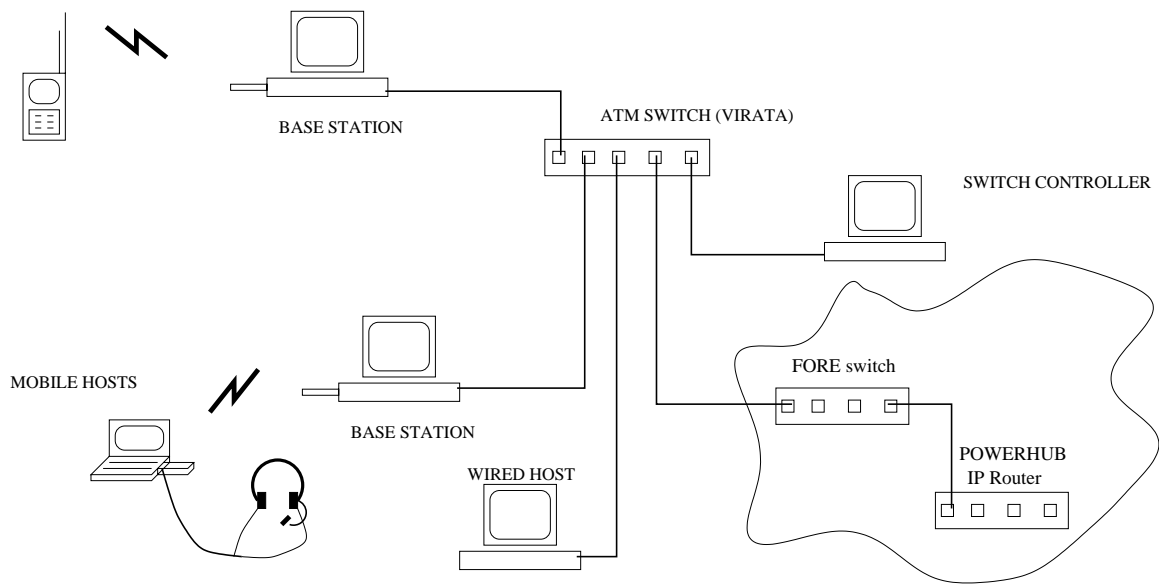 BASE STATION
ATM SWITCH (VIRATA)
SWITCH CONTROLLER
FORE switch
MOBILE HOSTS
BASE STATION
POWERHUB
IP Router
WIRED HOST